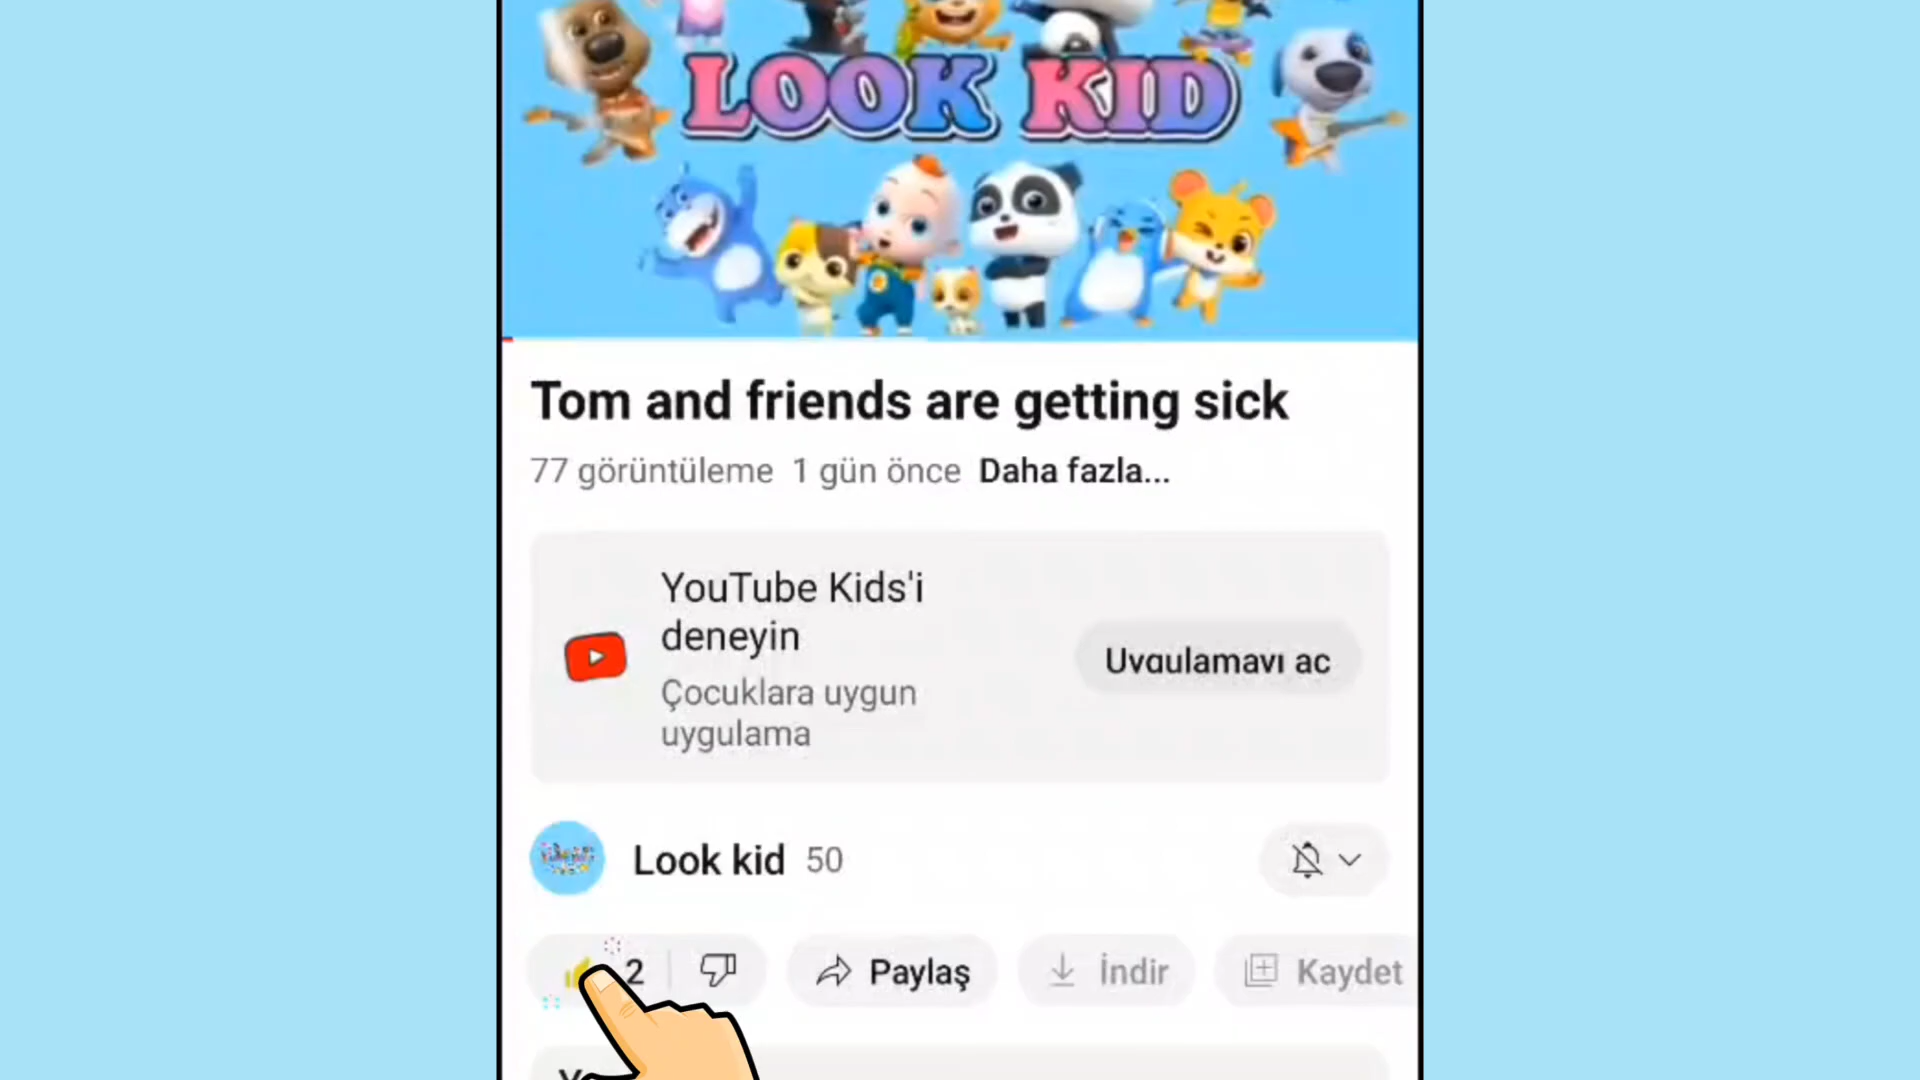 LOOK KID
Tom and friends are getting sick
77 görüntüleme 1 gün önce Daha fazla...
YouTube Kids'i
deneyin
Uygulamayı aç
Çocuklara uygun
uygulama
Look kid 50
2 Paylaş İndir Kaydet